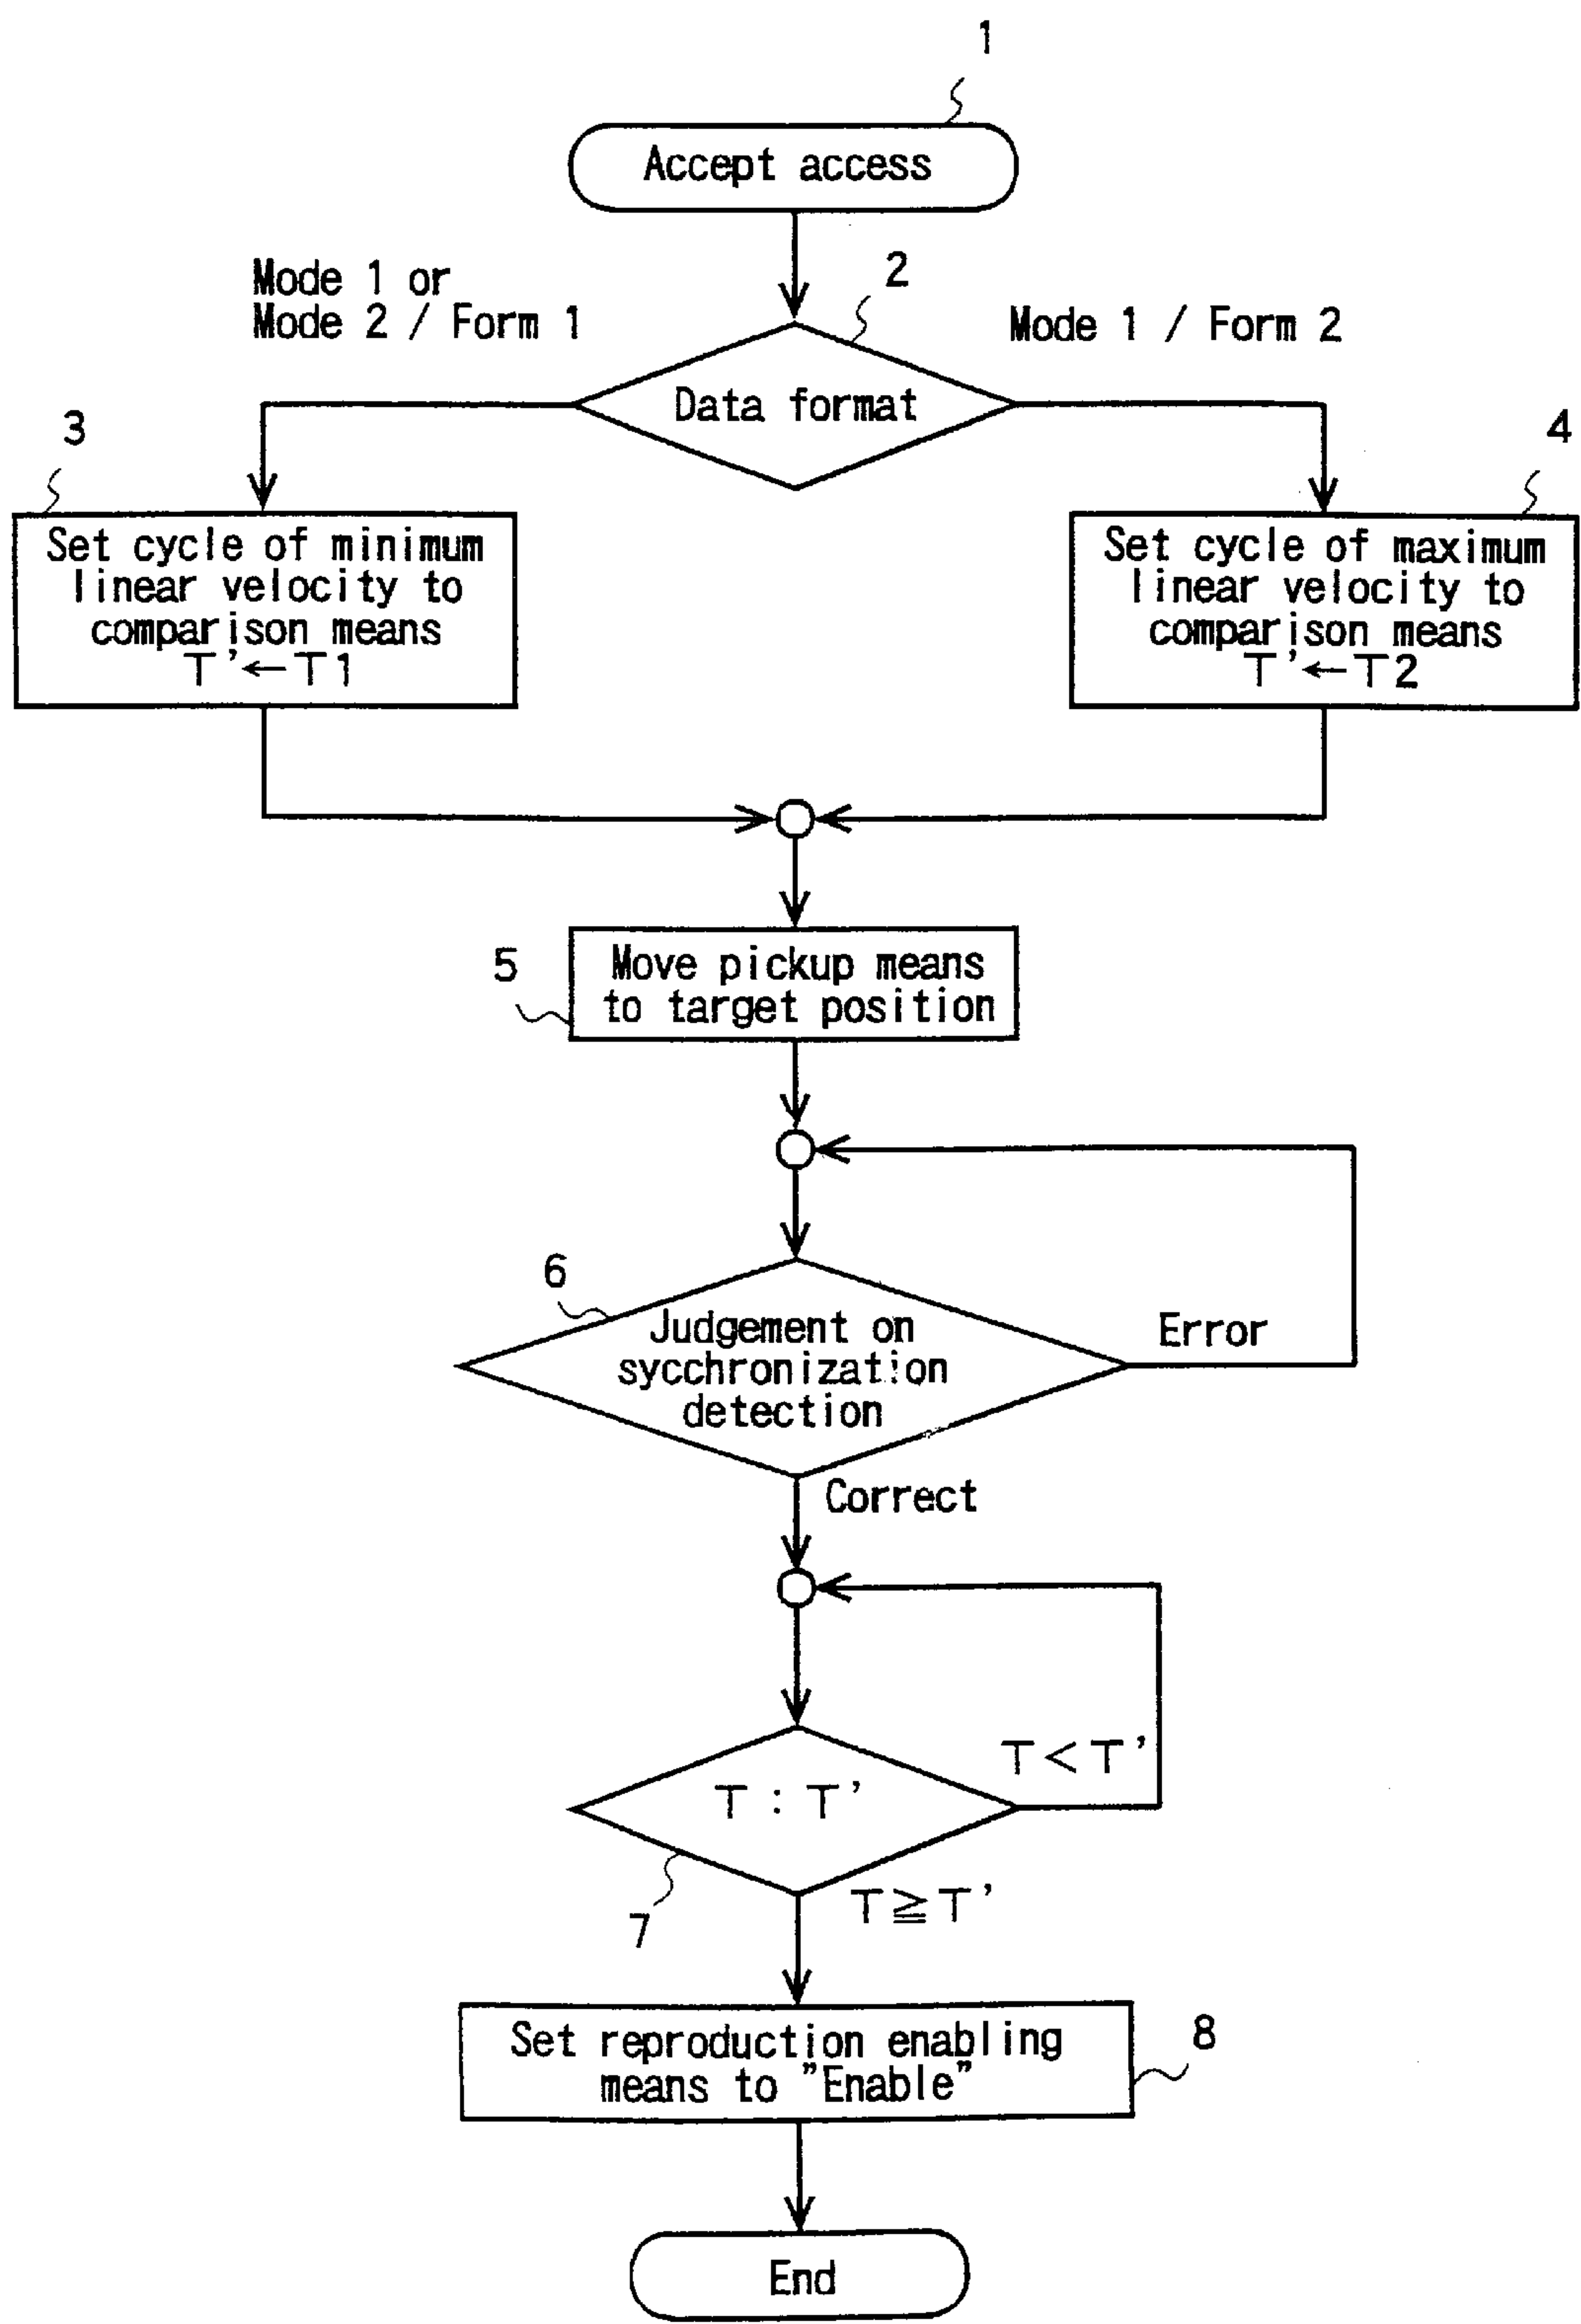 1
Accept access
Mode 1 or
Mode 2 / Form 1
2
Mode 1 / Form 2
Data format
3
4
Set cycle of minimum
linear velocity to
comparison means
T'←T1
Set cycle of maximum
linear velocity to
comparison means
T'←T2
5
Move pickup means
to target position
6
Judgement on
sycchronization
detection
Error
Correct
T<T'
T : T'
7
T≧T'
Set reproduction enabling
means to "Enable"
8
End